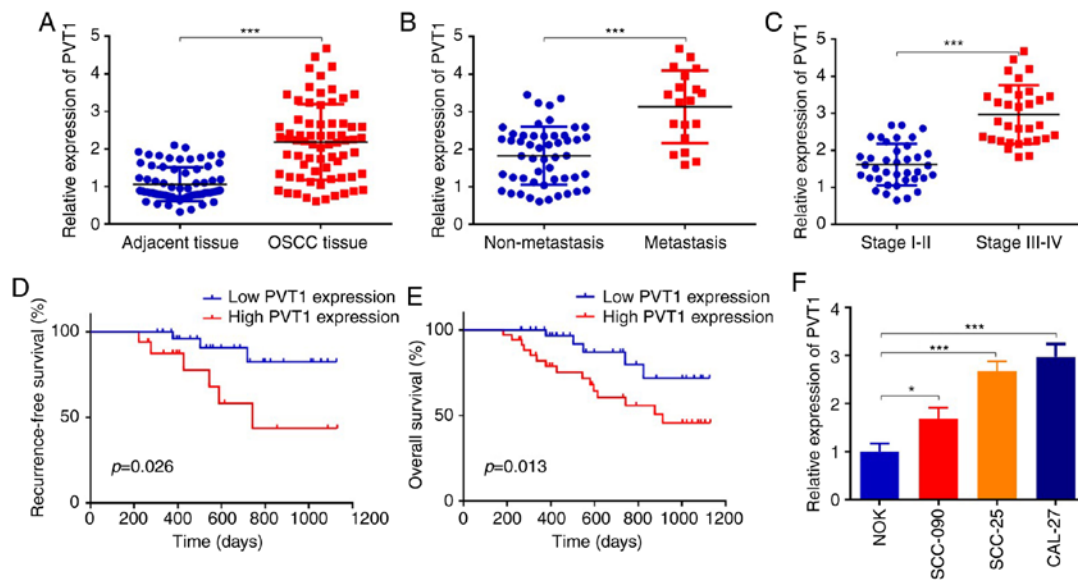 A
Relative expression of PVT1
5
4
3
2
1
0
***
Adjacent tissue
OSCC tissue
B
Relative expression of PVT1
5
4
3
2
1
0
***
Non-metastasis
Metastasis
C
Relative expression of PVT1
5
4
3
2
1
0
***
Stage I-II
Stage III-IV
D
Low PVT1 expression
High PVT1 expression
Recurrence-free survival (%)
100
50
0
p=0.026
0 200 400 600 800 1000 1200
Time (days)
E
Low PVT1 expression
High PVT1 expression
Overall survival (%)
100
50
0
p=0.013
0 200 400 600 800 1000 1200
Time (days)
F
Relative expression of PVT1
4
3
2
1
0
***
***
*
NOK
SCC-090
SCC-25
CAL-27